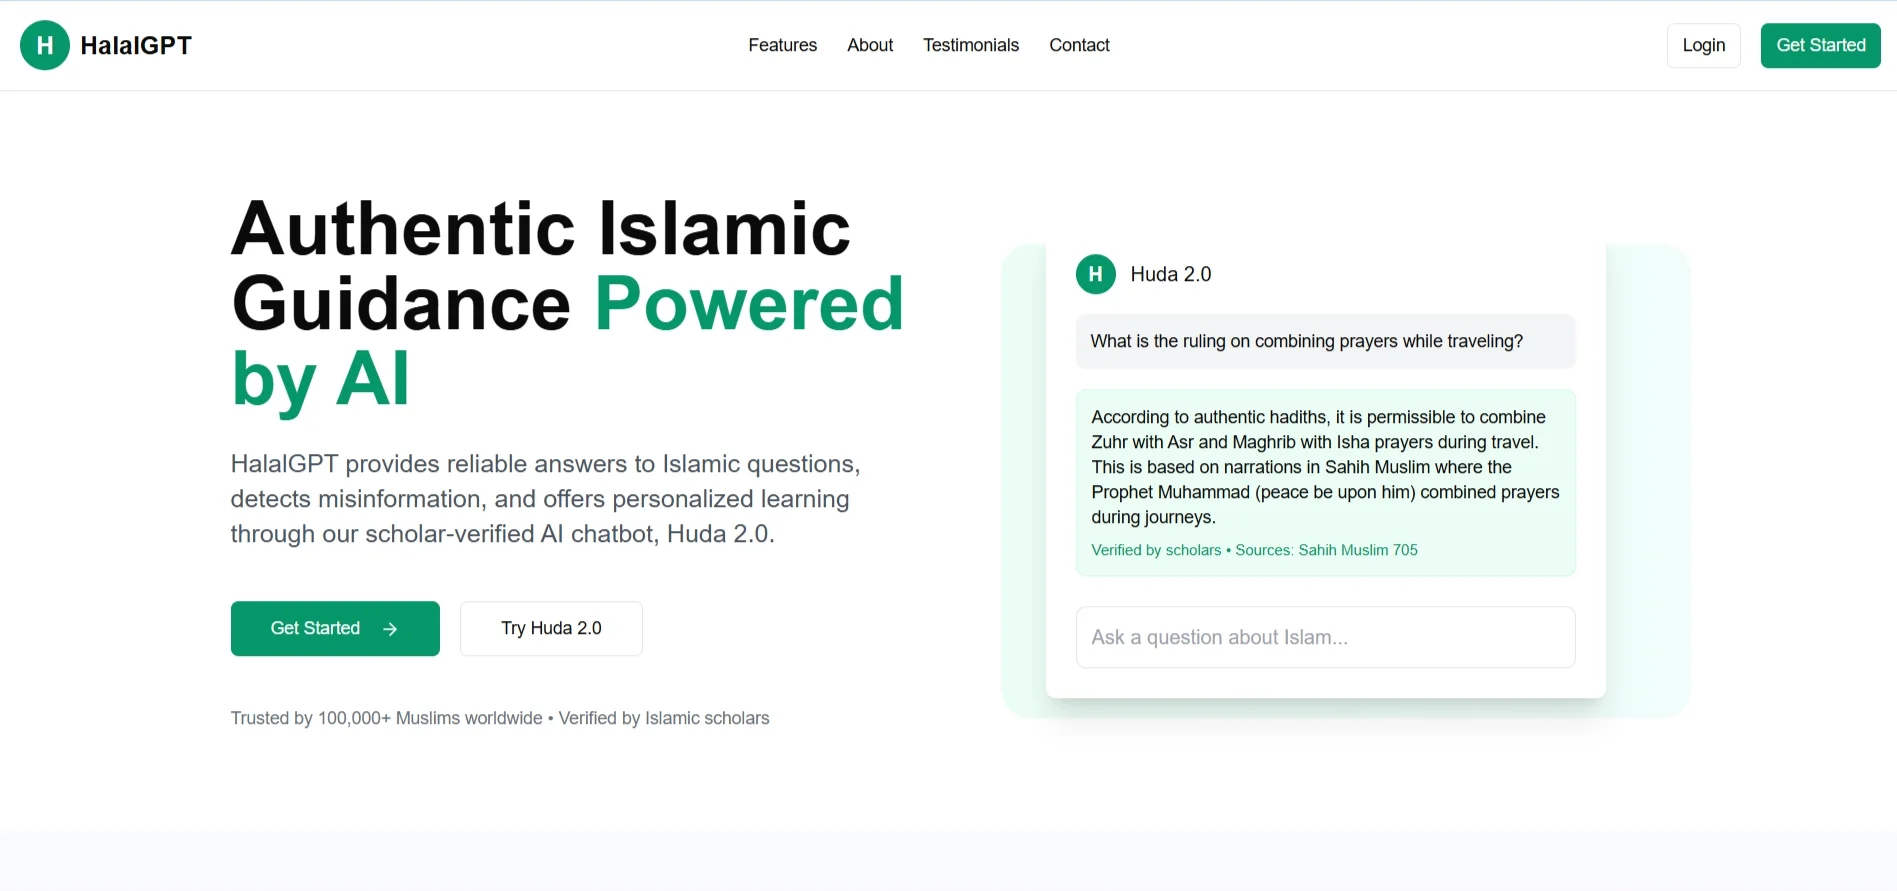 H HalalGPT
Features About Testimonials Contact
Login Get Started
Authentic Islamic
Guidance Powered
by AI
HalalGPT provides reliable answers to Islamic questions,
detects misinformation, and offers personalized learning
through our scholar-verified AI chatbot, Huda 2.0.
Get Started → Try Huda 2.0
Trusted by 100,000+ Muslims worldwide • Verified by Islamic scholars
H Huda 2.0
What is the ruling on combining prayers while traveling?
According to authentic hadiths, it is permissible to combine
Zuhr with Asr and Maghrib with Isha prayers during travel.
This is based on narrations in Sahih Muslim where the
Prophet Muhammad (peace be upon him) combined prayers
during journeys.
Verified by scholars • Sources: Sahih Muslim 705
Ask a question about Islam...